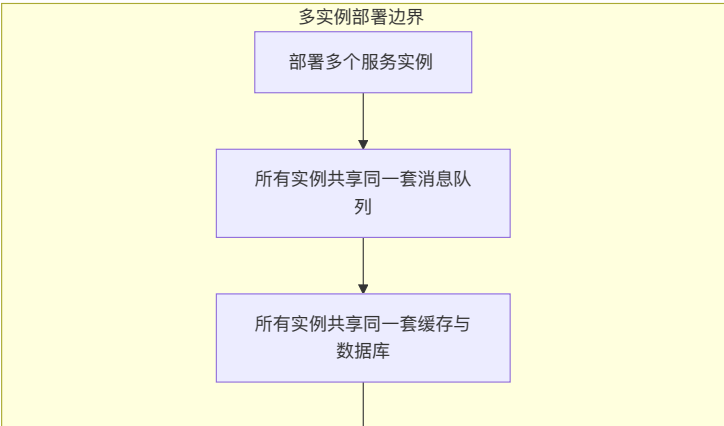 多实例部署边界
部署多个服务实例
所有实例共享同一套消息队
列
所有实例共享同一套缓存与
数据库